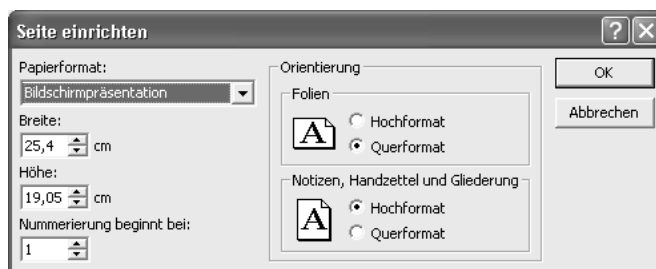 Seite einrichten
Papierformat:
Bildschirmpräsentation
Breite:
25,4 cm
Höhe:
19,05 cm
Nummerierung beginnt bei:
1
Orientierung
Folien
A
Hochformat
Querformat
Notizen, Handzettel und Gliederung
A
Hochformat
Querformat
OK
Abbrechen